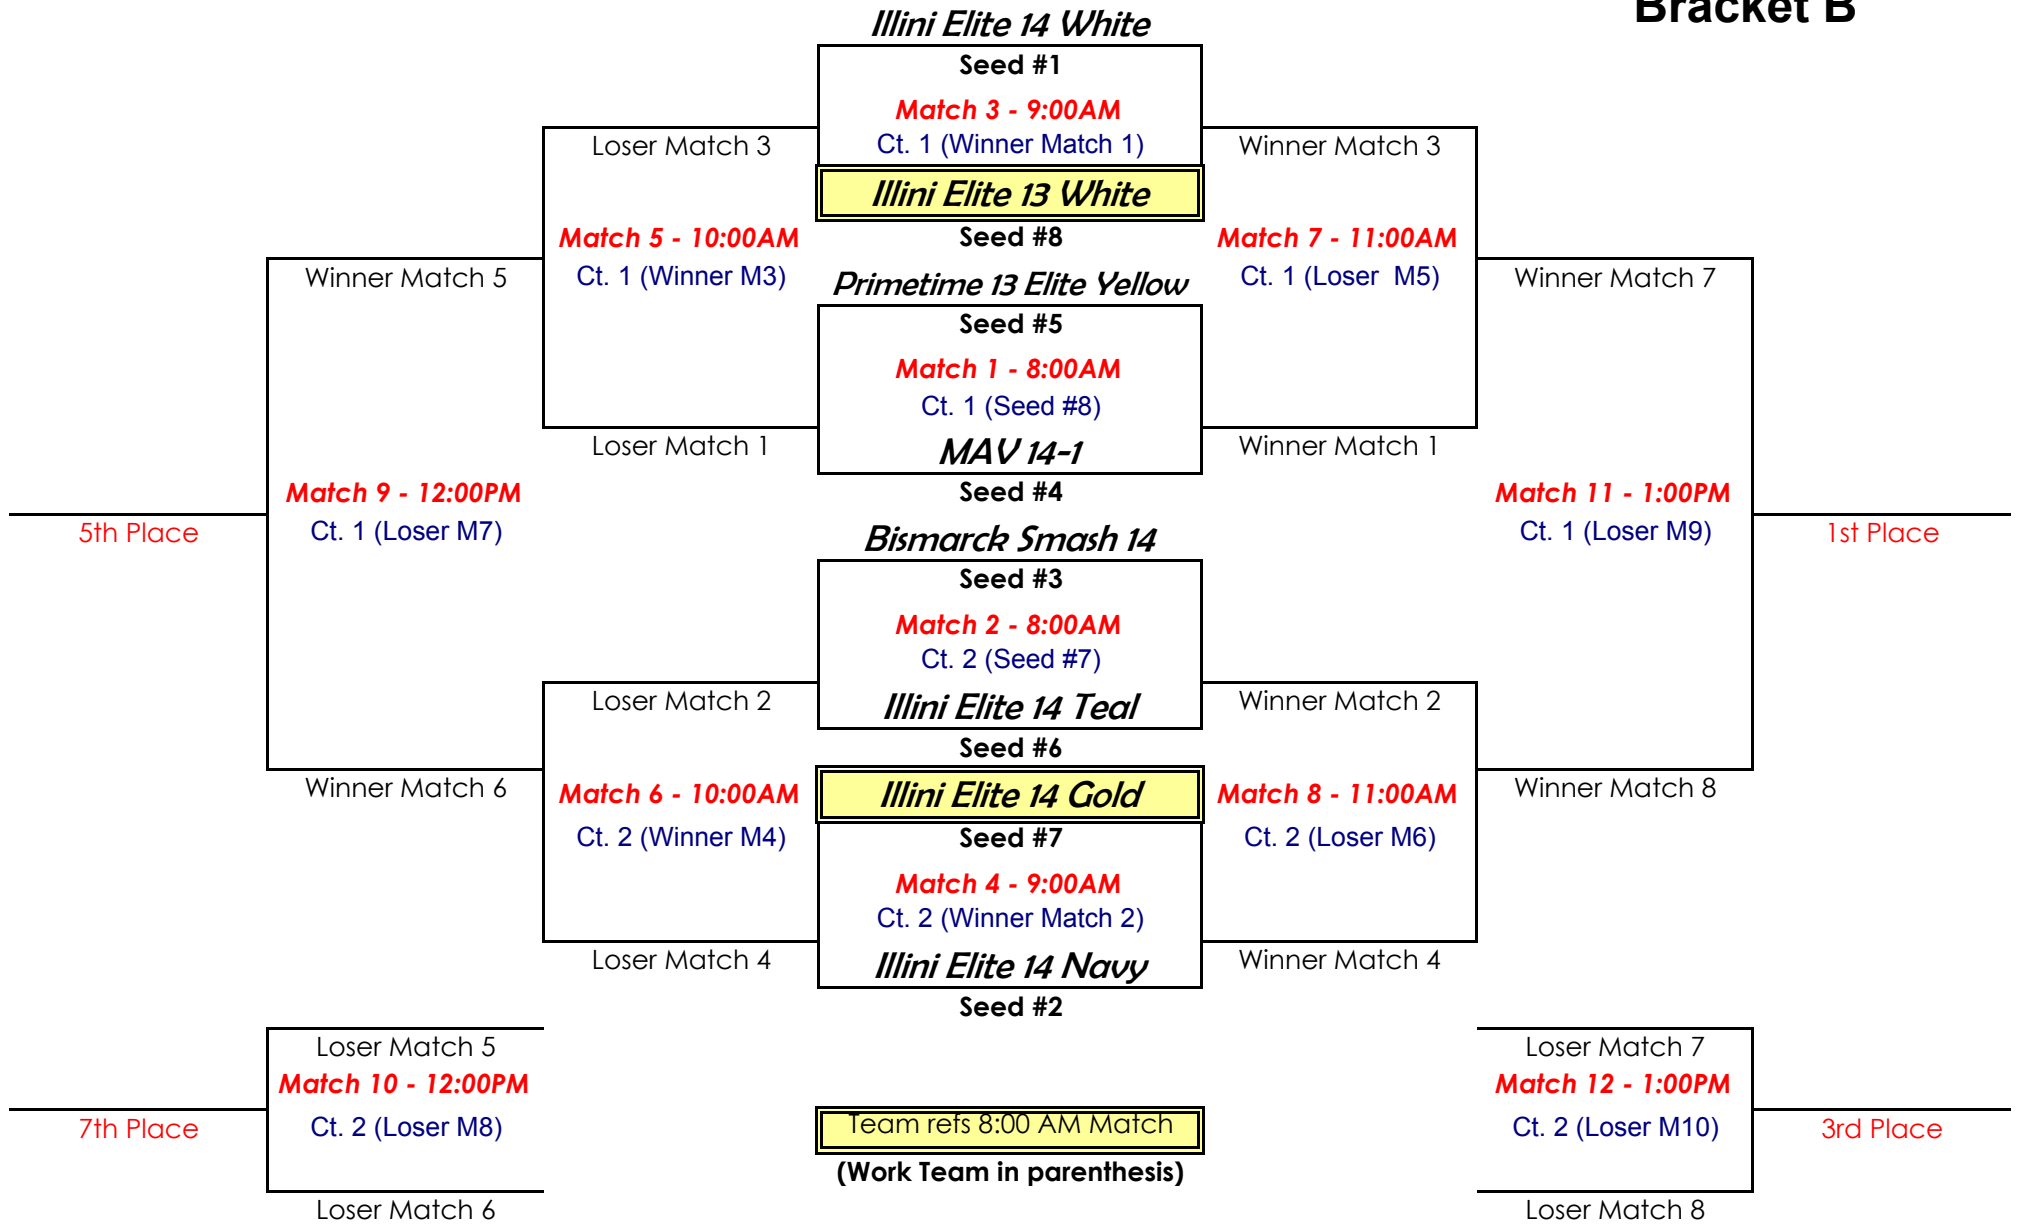 Bracket B
Illini Elite 14 White
Seed #1
Match 3 - 9:00AM
Loser Match 3
Ct. 1 (Winner Match 1)
Winner Match 3
Illini Elite 13 White
Match 5 - 10:00AM
Seed #8
Match 7 - 11:00AM
Winner Match 5
Ct. 1 (Winner M3)
Primetime 13 Elite Yellow
Ct. 1 (Loser  M5)
Winner Match 7
Seed #5
Match 1 - 8:00AM
Ct. 1 (Seed #8)
Loser Match 1
MAV 14-1
Winner Match 1
Match 9 - 12:00PM
Seed #4
Match 11 - 1:00PM
5th Place
Ct. 1 (Loser M7)
Bismarck Smash 14
Ct. 1 (Loser M9)
1st Place
Seed #3
Match 2 - 8:00AM
Ct. 2 (Seed #7)
Loser Match 2
Illini Elite 14 Teal
Winner Match 2
Seed #6
Winner Match 6
Match 6 - 10:00AM
Illini Elite 14 Gold
Match 8 - 11:00AM
Winner Match 8
Ct. 2 (Winner M4)
Seed #7
Ct. 2 (Loser M6)
Match 4 - 9:00AM
Ct. 2 (Winner Match 2)
Loser Match 4
Illini Elite 14 Navy
Winner Match 4
Seed #2
Loser Match 5
Loser Match 7
Match 10 - 12:00PM
Match 12 - 1:00PM
7th Place
Ct. 2 (Loser M8)
Team refs 8:00 AM Match
Ct. 2 (Loser M10)
3rd Place
(Work Team in parenthesis)
Loser Match 6
Loser Match 8